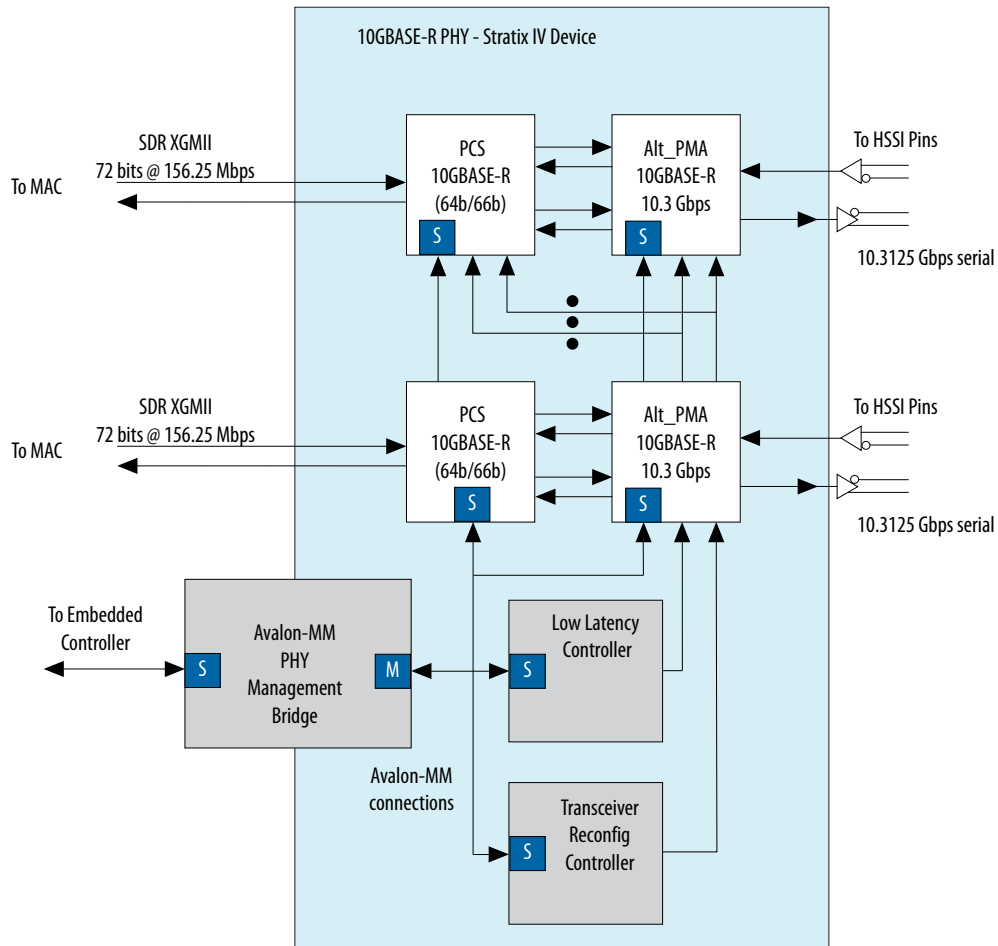 10GBASE-R PHY - Stratix IV Device
SDR XGMII
72 bits @ 156.25 Mbps
To MAC
PCS
10GBASE-R
(64b/66b)
S
Alt_PMA
10GBASE-R
10.3 Gbps
S
To HSSI Pins
10.3125 Gbps serial
SDR XGMII
72 bits @ 156.25 Mbps
To MAC
PCS
10GBASE-R
(64b/66b)
S
Alt_PMA
10GBASE-R
10.3 Gbps
S
To HSSI Pins
10.3125 Gbps serial
To Embedded
Controller
S
Avalon-MM
PHY
Management
Bridge
M
Low Latency
Controller
S
Avalon-MM
connections
Transceiver
Reconfig
Controller
S